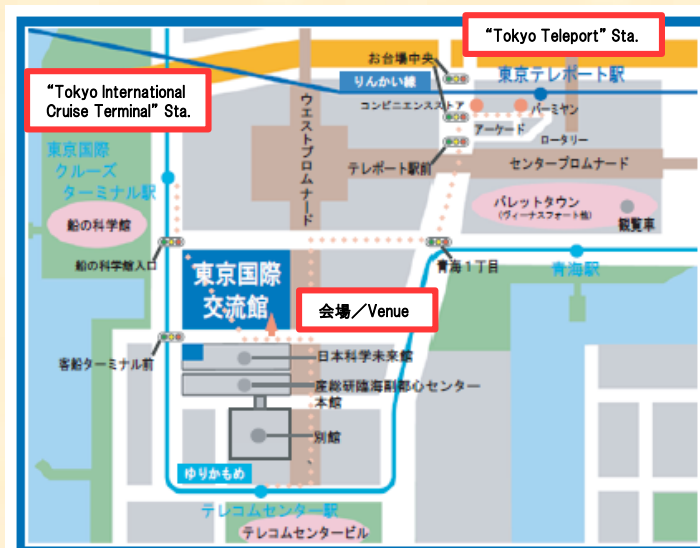 “Tokyo Teleport” Sta.
お台場中央
りんかい線
東京テレポート駅
“Tokyo International
Cruise Terminal” Sta.
コンビニエンスストア
バーミヤン
アーケード
ロータリー
ウエストプロムナード
東京国際
クルーズ
ターミナル駅
テレポート駅前
センタープロムナード
パレットタウン
(ヴィーナスフォート他)
観覧車
船の科学館
船の科学館入口
青海1丁目
青海駅
東京国際
交流館
会場／Venue
客船ターミナル前
日本科学未来館
産総研臨海副都心センター
本館
別館
ゆりかもめ
テレコムセンター駅
テレコムセンタービル